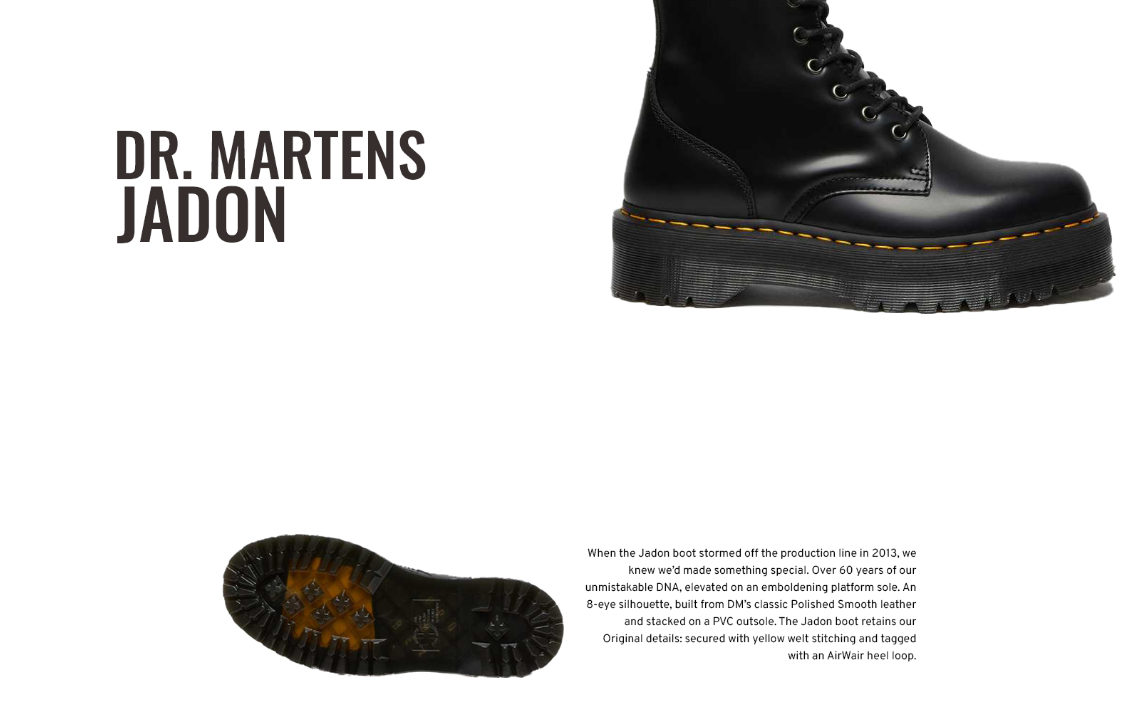 DR. MARTENS
JADON
When the Jadon boot stormed off the production line in 2013, we
knew we'd made something special. Over 60 years of our
unmistakable DNA, elevated on an emboldening platform sole. An
8-eye silhouette, built from DM's classic Polished Smooth leather
and stacked on a PVC outsole. The Jadon boot retains our
Original details: secured with yellow welt stitching and tagged
with an AirWair heel loop.